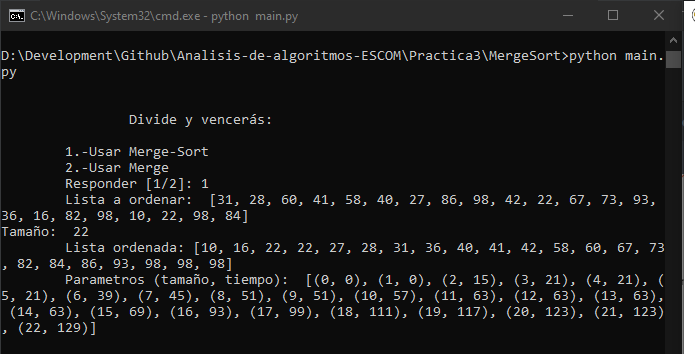 C:\Windows\System32\cmd.exe - python  main.py
D:\Development\Github\Analisis-de-algoritmos-ESCOM\Practica3\MergeSort>python main.
py
Divide y vencerás:
1.-Usar Merge-Sort
2.-Usar Merge
Responder [1/2]: 1
Lista a ordenar:  [31, 28, 60, 41, 58, 40, 27, 86, 98, 42, 22, 67, 73, 93,
36, 16, 82, 98, 10, 22, 98, 84]
Tamaño:  22
Lista ordenada: [10, 16, 22, 22, 27, 28, 31, 36, 40, 41, 42, 58, 60, 67, 73
, 82, 84, 86, 93, 98, 98, 98]
Parametros (tamaño, tiempo):  [(0, 0), (1, 0), (2, 15), (3, 21), (4, 21), (
5, 21), (6, 39), (7, 45), (8, 51), (9, 51), (10, 57), (11, 63), (12, 63), (13, 63),
(14, 63), (15, 69), (16, 93), (17, 99), (18, 111), (19, 117), (20, 123), (21, 123)
, (22, 129)]